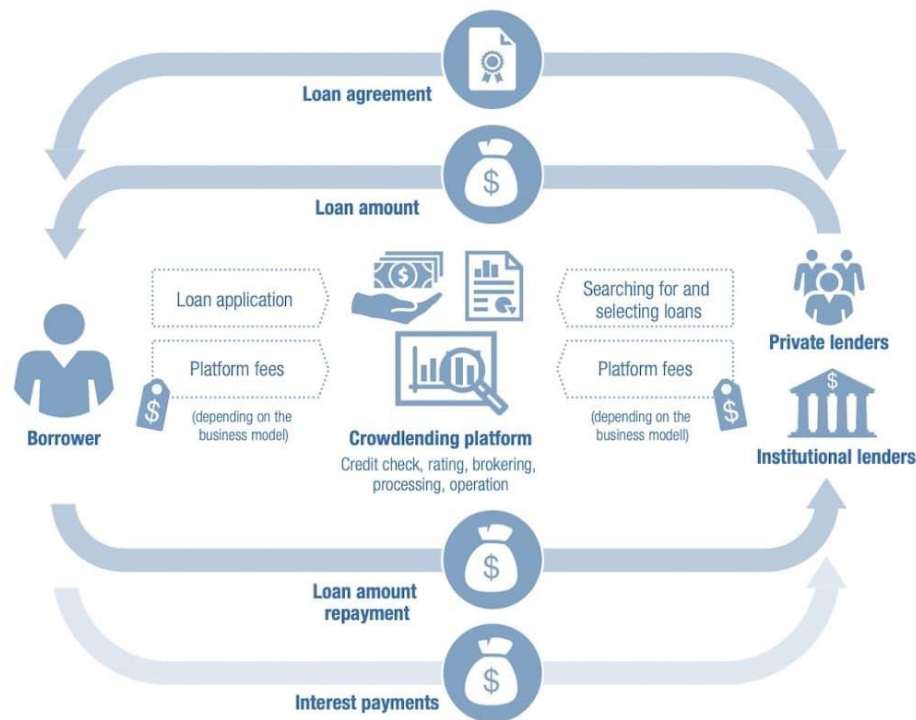 Loan agreement
$
Loan amount
$
Loan application
Searching for and
selecting loans
Platform fees
Platform fees
$
(depending on the
business model)
(depending on the
business modell)
$
Borrower
Crowdlending platform
Credit check, rating, brokering,
processing, operation
Private lenders
$
Institutional lenders
$
Loan amount
repayment
$
Interest payments
$